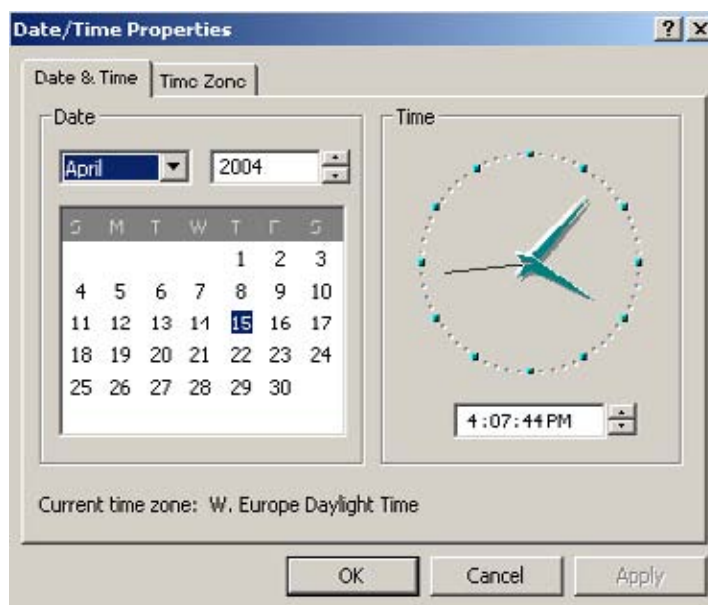 Date/Time Properties
Date & Time
Time Zone
Date
April
2004
S M T W T F S
1 2 3
4 5 6 7 8 9 10
11 12 13 14 15 16 17
18 19 20 21 22 23 24
25 26 27 28 29 30
Time
4:07:44 PM
Current time zone: W. Europe Daylight Time
OK
Cancel
Apply